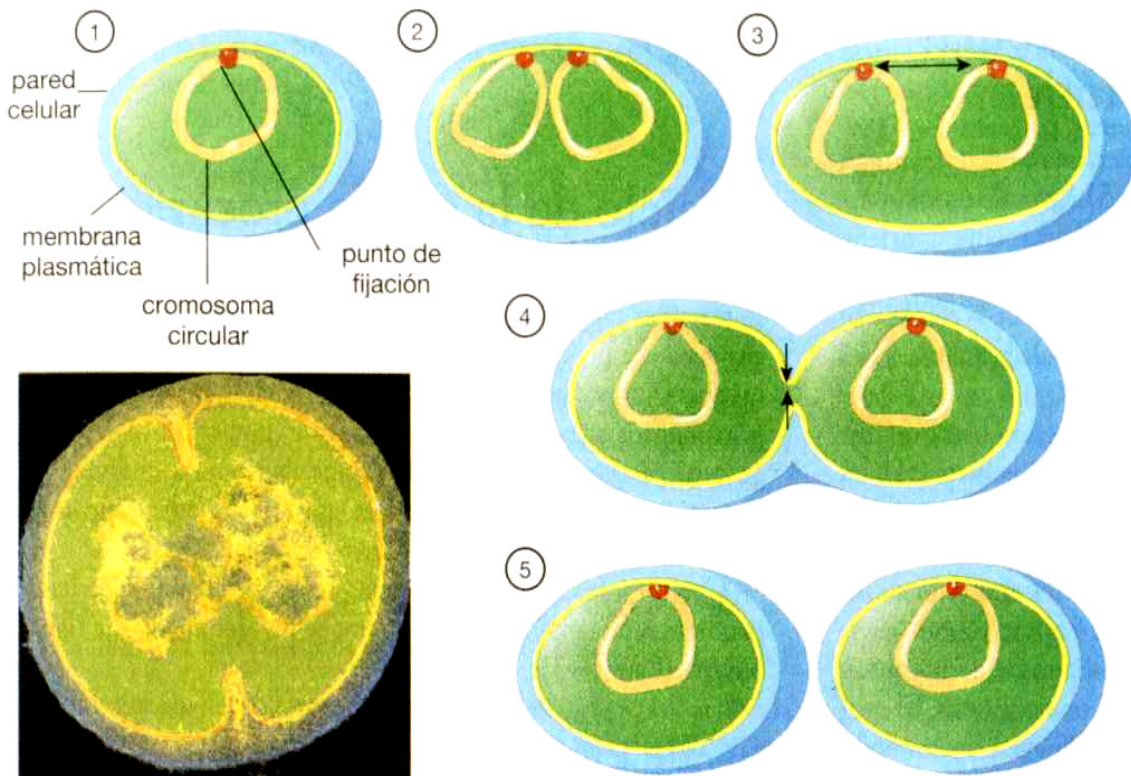 1
2
3
pared
celular
membrana
plasmática
cromosoma
circular
punto de
fijación
4
5